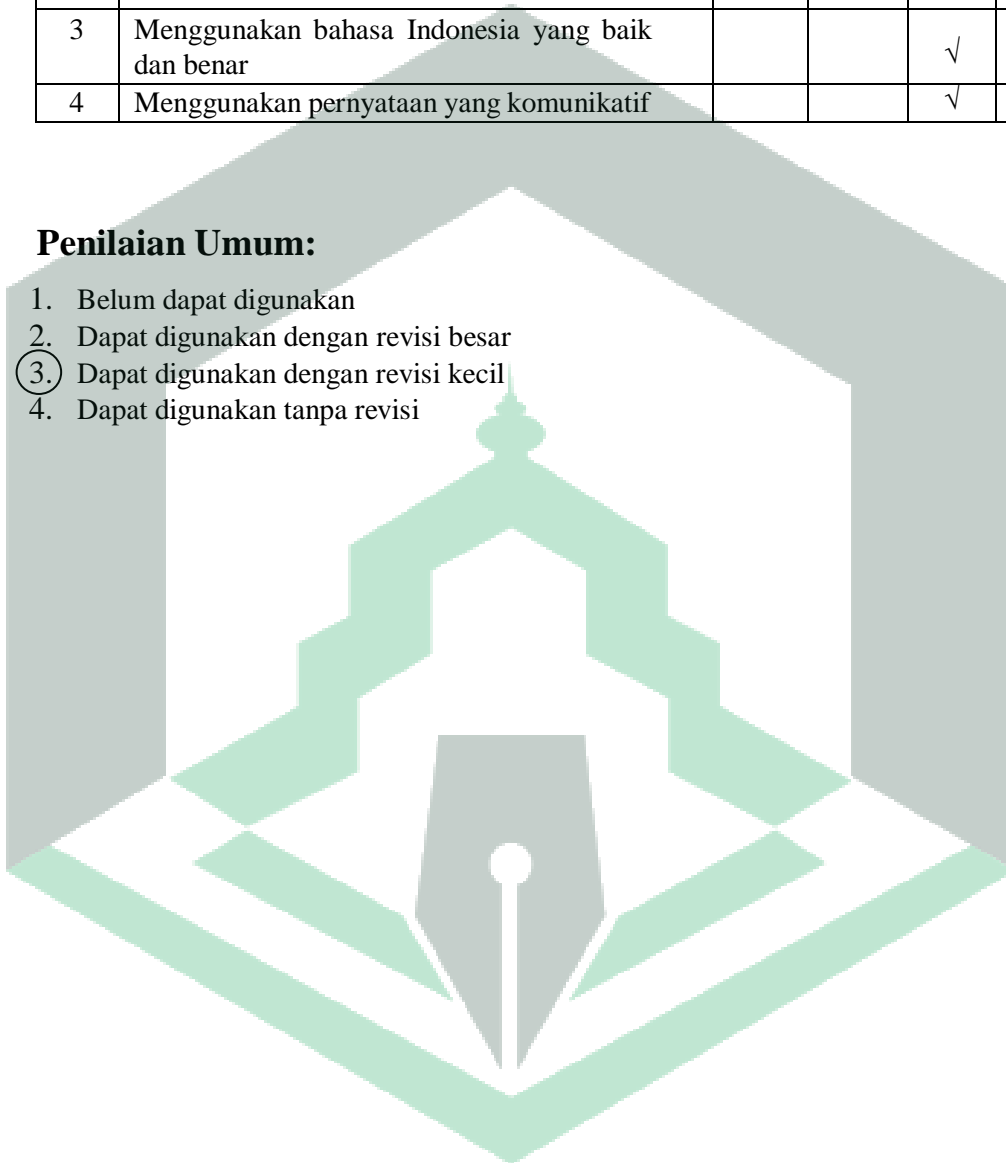 3 Menggunakan bahasa Indonesia yang baik
dan benar √
4 Menggunakan pernyataan yang komunikatif √
Penilaian Umum:
1. Belum dapat digunakan
2. Dapat digunakan dengan revisi besar
3. Dapat digunakan dengan revisi kecil
4. Dapat digunakan tanpa revisi